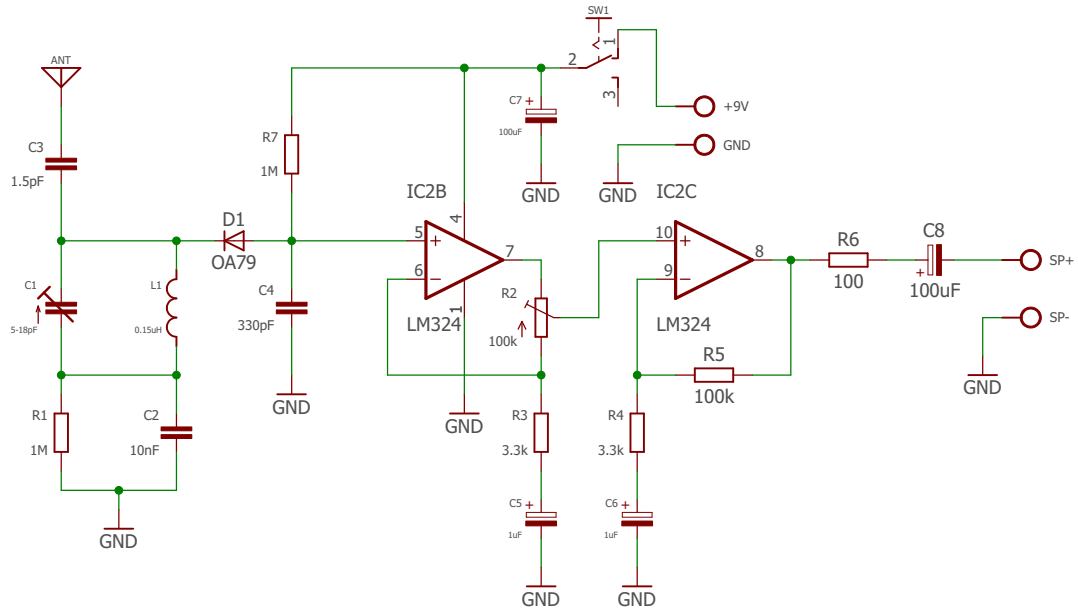 SW1
ANT
1
2
3
C7
+
100uF
+9V
GND
GND
GND
C3
1.5pF
R7
1M
IC2B
IC2C
D1
OA79
4
5
+
6
−
7
1
LM324
GND
10
+
9
−
8
LM324
R6
100
C8
+
100uF
SP+
SP-
GND
C1
5-18pF
L1
0.15uH
C4
330pF
GND
R2
100k
R5
100k
R1
1M
C2
10nF
GND
R3
3.3k
R4
3.3k
C5
+
1uF
GND
C6
+
1uF
GND